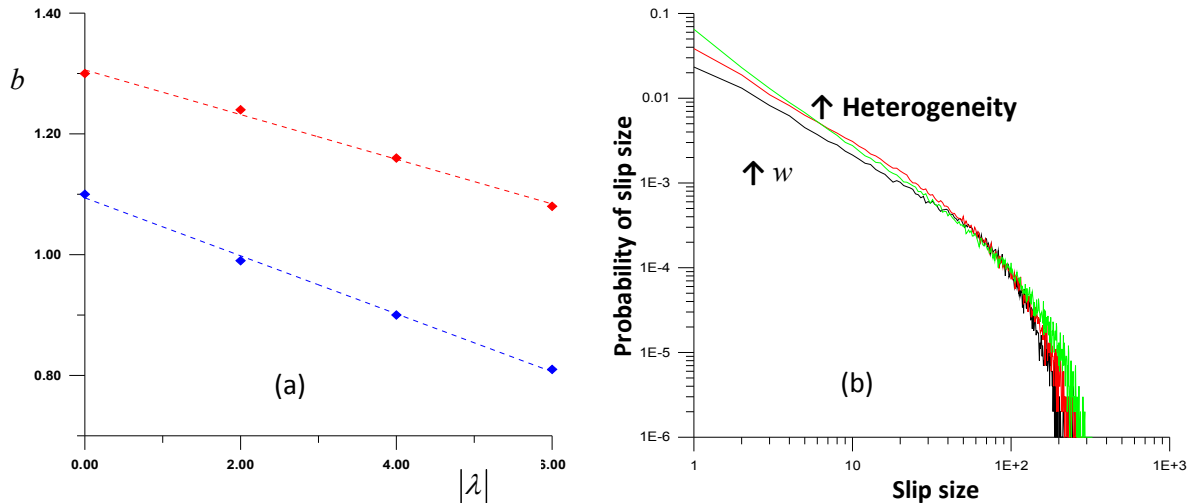 1.40
b
1.20
1.00
0.80
0.00
2.00
4.00
6.00
|λ|
(a)
0.1
0.01
1E-3
1E-4
1E-5
1E-6
Probability of slip size
↑ Heterogeneity
↑ w
(b)
1
10
1E+2
1E+3
Slip size